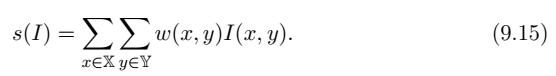 s(I) = ∑_{x∈𝕏} ∑_{y∈𝕐} w(x, y)I(x, y). (9.15)